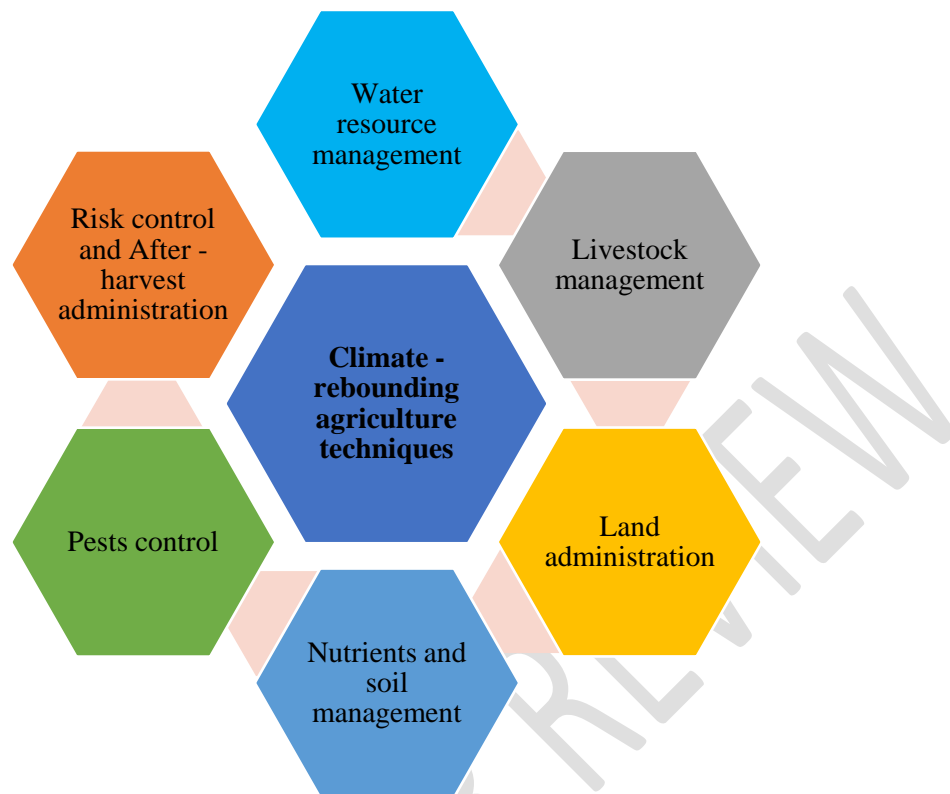 Water
resource
management
Risk control
and After -
harvest
administration
Livestock
management
Climate -
rebounding
agriculture
techniques
Pests control
Land
administration
Nutrients and
soil
management
REVIEW